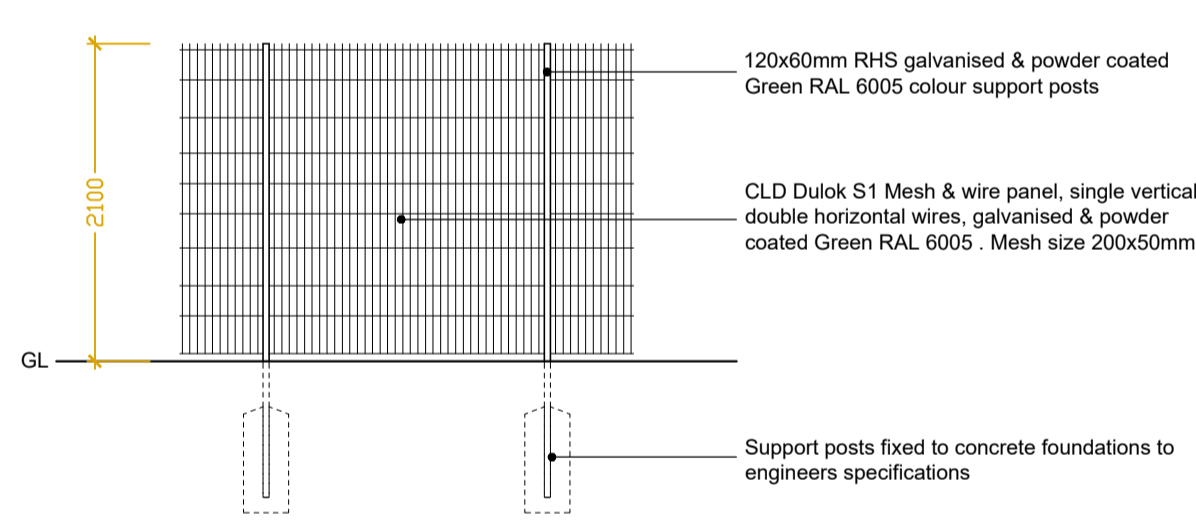 120x60mm RHS galvanised & powder coated
Green RAL 6005 colour support posts
2100
CLD Dulok S1 Mesh & wire panel, single vertical
double horizontal wires, galvanised & powder
coated Green RAL 6005 . Mesh size 200x50mm
GL
Support posts fixed to concrete foundations to
engineers specifications